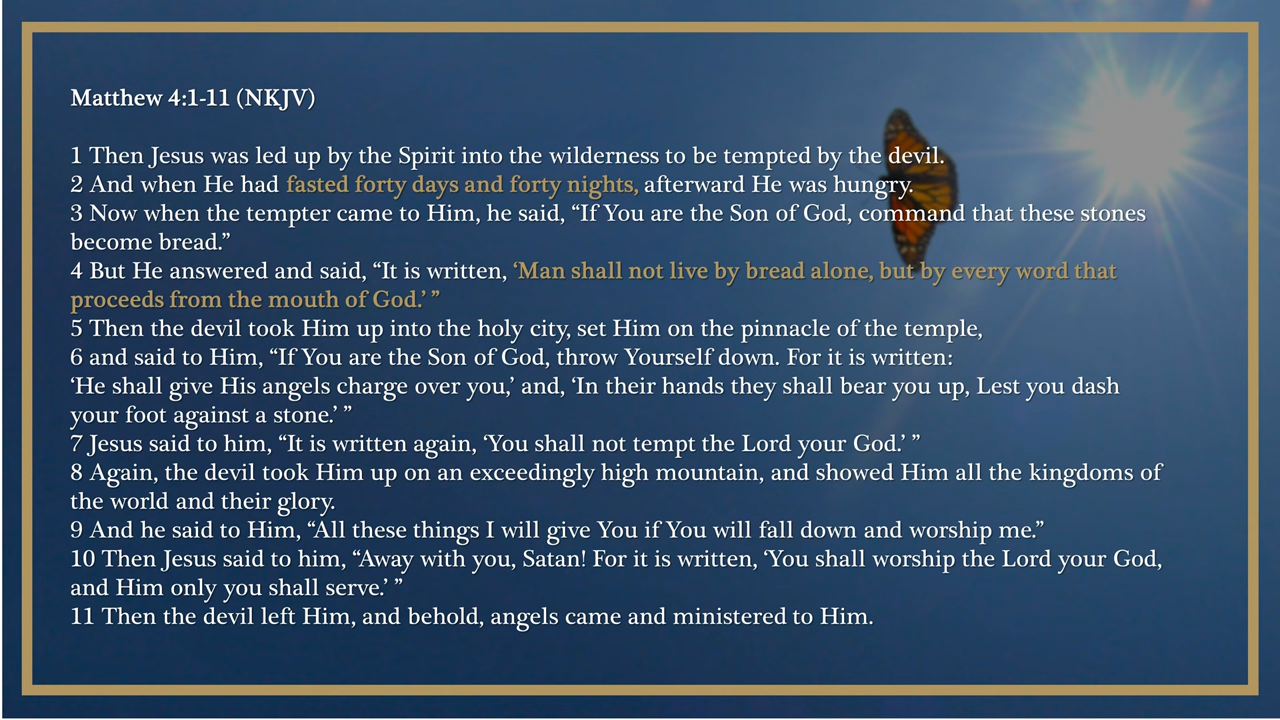 Matthew 4:1-11 (NKJV)
1 Then Jesus was led up by the Spirit into the wilderness to be tempted by the devil.
2 And when He had fasted forty days and forty nights, afterward He was hungry.
3 Now when the tempter came to Him, he said, “If You are the Son of God, command that these stones
become bread.”
4 But He answered and said, “It is written, ‘Man shall not live by bread alone, but by every word that
proceeds from the mouth of God.’ ”
5 Then the devil took Him up into the holy city, set Him on the pinnacle of the temple,
6 and said to Him, “If You are the Son of God, throw Yourself down. For it is written:
‘He shall give His angels charge over you,’ and, ‘In their hands they shall bear you up, Lest you dash
your foot against a stone.’ ”
7 Jesus said to him, “It is written again, ‘You shall not tempt the Lord your God.’ ”
8 Again, the devil took Him up on an exceedingly high mountain, and showed Him all the kingdoms of
the world and their glory.
9 And he said to Him, “All these things I will give You if You will fall down and worship me.”
10 Then Jesus said to him, “Away with you, Satan! For it is written, ‘You shall worship the Lord your God,
and Him only you shall serve.’ ”
11 Then the devil left Him, and behold, angels came and ministered to Him.